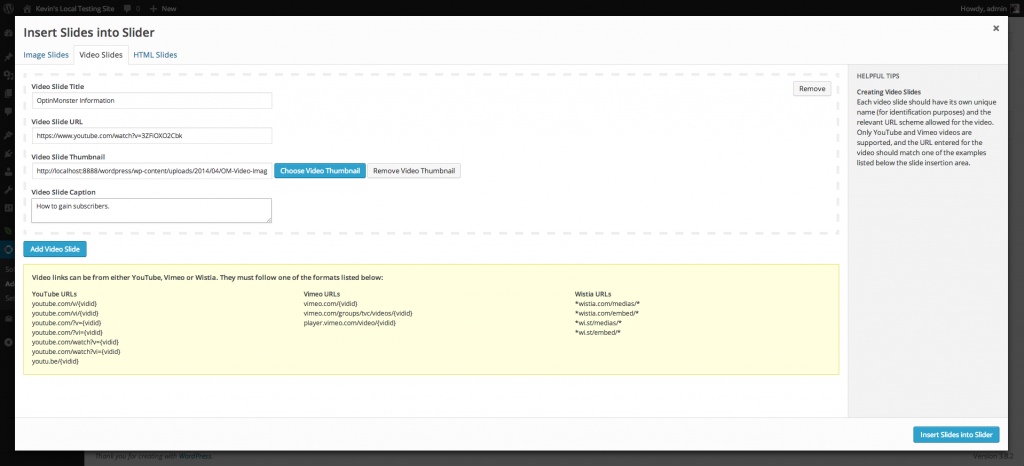 Kevin's Local Testing Site 0 + New Howdy, admin
Insert Slides into Slider
Image Slides Video Slides HTML Slides
Video Slide Title
OptinMonster Information
Remove
Video Slide URL
https://www.youtube.com/watch?v=3ZFiOXO2Cbk
Video Slide Thumbnail
http://localhost:8888/wordpress/wp-content/uploads/2014/04/OM-Video-Imag
Choose Video Thumbnail
Remove Video Thumbnail
Video Slide Caption
How to gain subscribers.
Add Video Slide
Video links can be from either YouTube, Vimeo or Wistia. They must follow one of the formats listed below:
YouTube URLs
youtube.com/v/{vidid}
youtube.com/vi/{vidid}
youtube.com/?v={vidid}
youtube.com/?vi={vidid}
youtube.com/watch?v={vidid}
youtube.com/watch?vi={vidid}
youtu.be/{vidid}
Vimeo URLs
vimeo.com/{vidid}
vimeo.com/groups/tvc/videos/{vidid}
player.vimeo.com/video/{vidid}
Wistia URLs
*wistia.com/medias/*
*wistia.com/embed/*
*wi.st/medias/*
*wi.st/embed/*
HELPFUL TIPS
Creating Video Slides
Each video slide should have its own unique
name (for identification purposes) and the
relevant URL scheme allowed for the video.
Only YouTube and Vimeo videos are
supported, and the URL entered for the
video should match one of the examples
listed below the slide insertion area.
Insert Slides into Slider
So
Ad
Se
Thank you for creating with WordPress.
Version 3.8.2